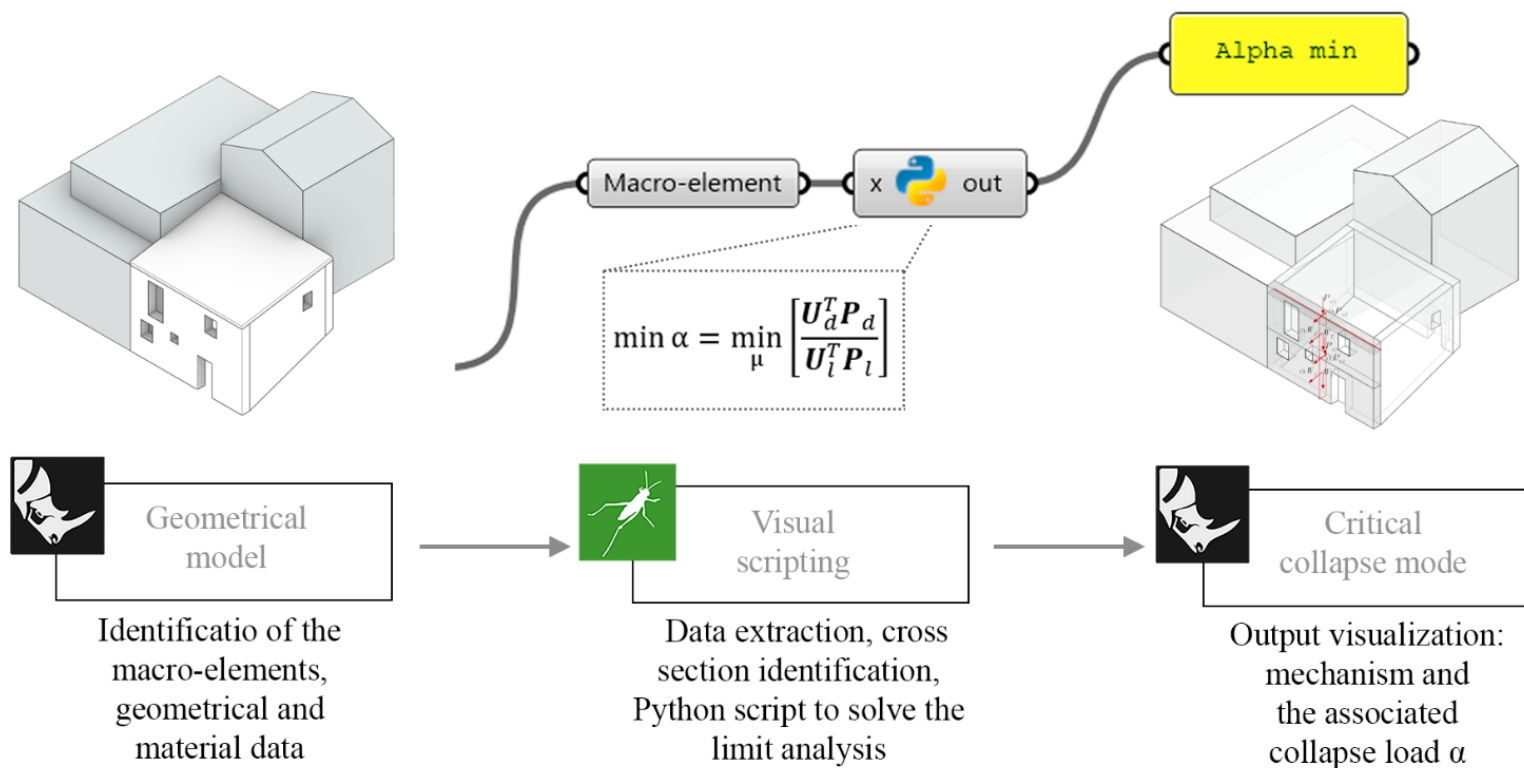 Alpha min
Macro-element
x out
min α = min [U_d^T P_d / U_l^T P_l]
μ
Geometrical
model
Visual
scripting
Critical
collapse mode
Identificatio of the
macro-elements,
geometrical and
material data
Data extraction, cross
section identification,
Python script to solve the
limit analysis
Output visualization:
mechanism and
the associated
collapse load α